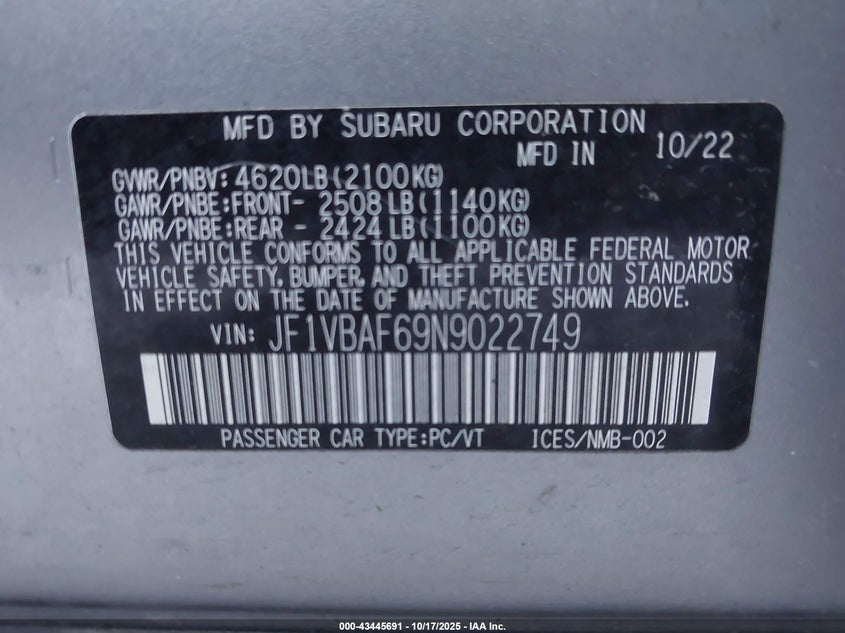 MFD BY SUBARU CORPORATION
MFD IN 10/22
GVWR/PNBV: 4620LB(2100KG)
GAWR/PNBE:FRONT- 2508LB(1140KG)
GAWR/PNBE:REAR - 2424LB(1100KG)
THIS VEHICLE CONFORMS TO ALL APPLICABLE FEDERAL MOTOR
VEHICLE SAFETY, BUMPER, AND THEFT PREVENTION STANDARDS
IN EFFECT ON THE DATE OF MANUFACTURE SHOWN ABOVE.
VIN: JF1VBAF69N9022749
PASSENGER CAR TYPE:PC/VT ICES/NMB-002
000-43445691 - 10/17/2025 - IAA Inc.